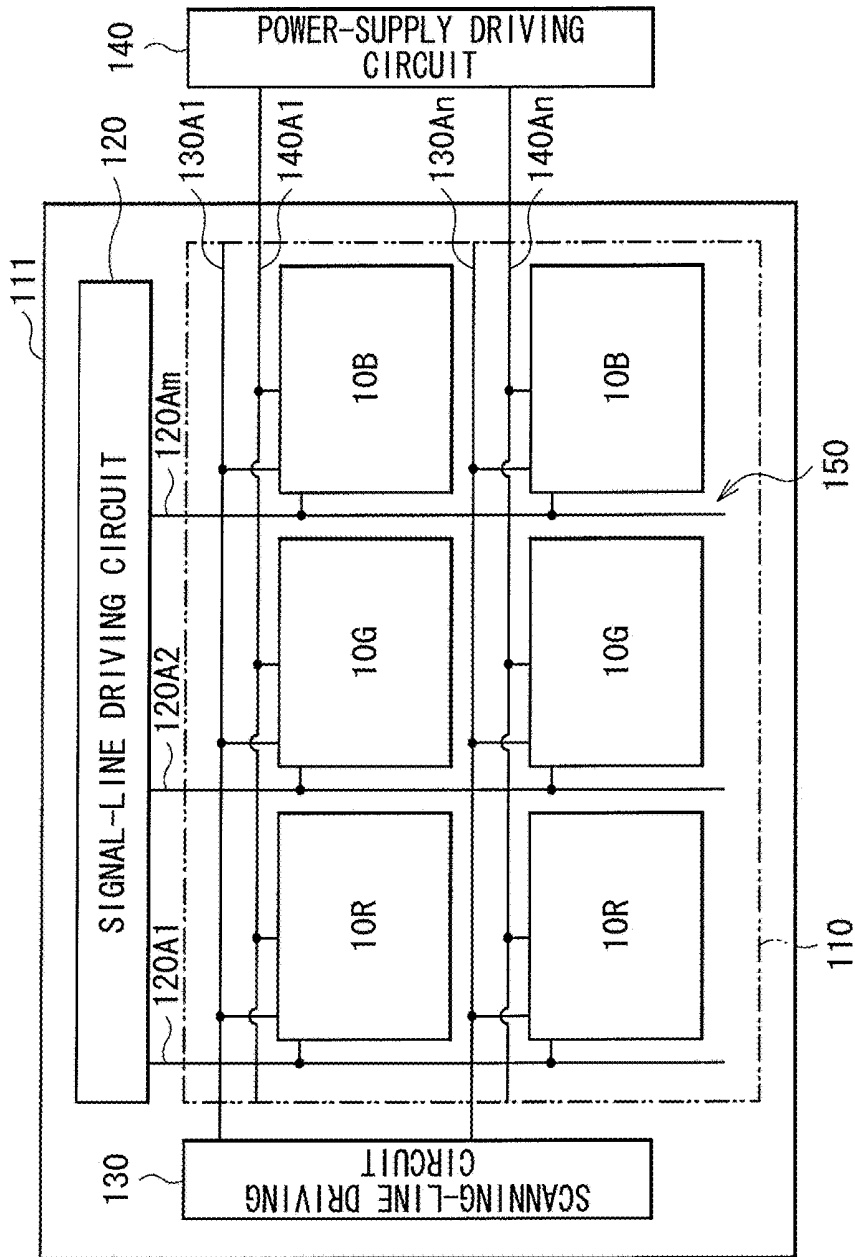 111
120
SIGNAL-LINE DRIVING CIRCUIT
120A1
120A2
120Am
130
SCANNING-LINE DRIVING
CIRCUIT
140
POWER-SUPPLY DRIVING
CIRCUIT
130A1
140A1
10R
10G
10B
130An
140An
10R
10G
10B
150
110